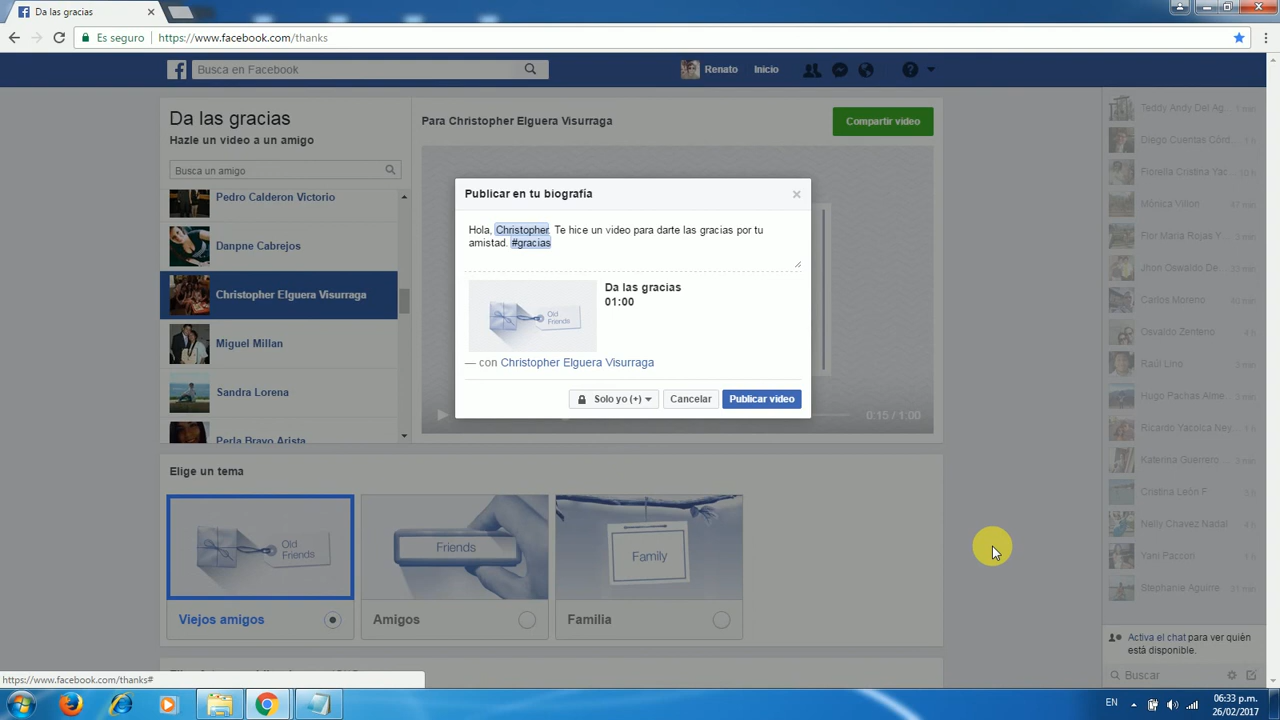 Da las gracias
Es seguro
https://www.facebook.com/thanks
Busca en Facebook
Renato
Inicio
Da las gracias
Hazle un video a un amigo
Busca un amigo
Pedro Calderon Victorio
Danpne Cabrejos
Christopher Elguera Visurraga
Miguel Millan
Sandra Lorena
Perla Bravo Arista
Para Christopher Elguera Visurraga
Compartir video
Publicar en tu biografía
Hola, Christopher. Te hice un video para darte las gracias por tu
amistad. #gracias
Old
Friends
Da las gracias
01:00
— con Christopher Elguera Visurraga
Solo yo (+)
Cancelar
Publicar video
0:15 / 1:00
Elige un tema
Old
Friends
Friends
Family
Viejos amigos
Amigos
Familia
Teddy Andy Del Ag...
1 min
Diego Cuentas Córd...
Fiorella Cristina Yac...
10 h
Mónica Villon
Flor Maria Rojas Y...
Jhon Oswaldo De...
Carlos Moreno
Osvaldo Zenteno
4 h
Raul Lino
Hugo Pachas Alme...
Ricardo Yacolca Ney...
Katerina Guerrero
Cristina León F
Nelly Chavez Nadal
4 h
Yani Paccori
Stephanie Aguirre
21 min
Activa el chat para ver quién
está disponible.
Buscar
https://www.facebook.com/thanks#
EN
06:33 p.m.
26/02/2017